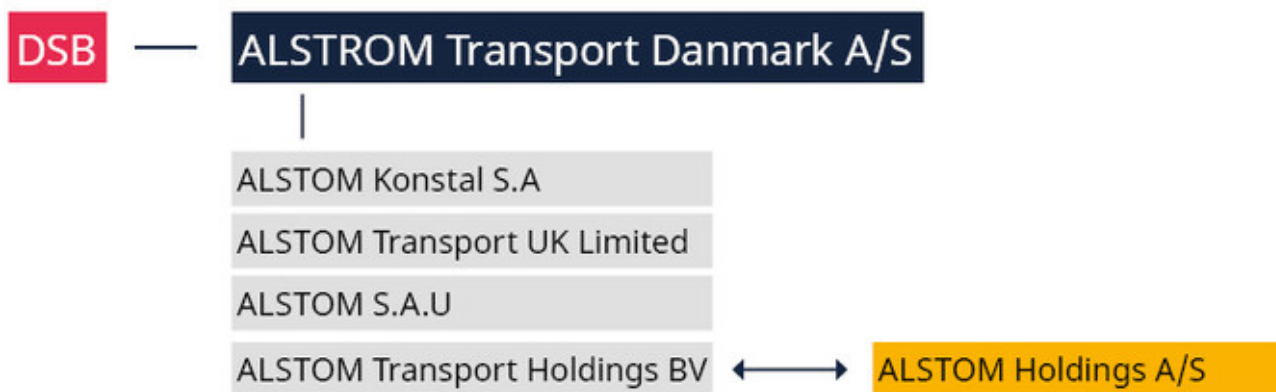 DSB
ALSTROM Transport Danmark A/S
ALSTOM Konstal S.A
ALSTOM Transport UK Limited
ALSTOM S.A.U
ALSTOM Transport Holdings BV
ALSTOM Holdings A/S